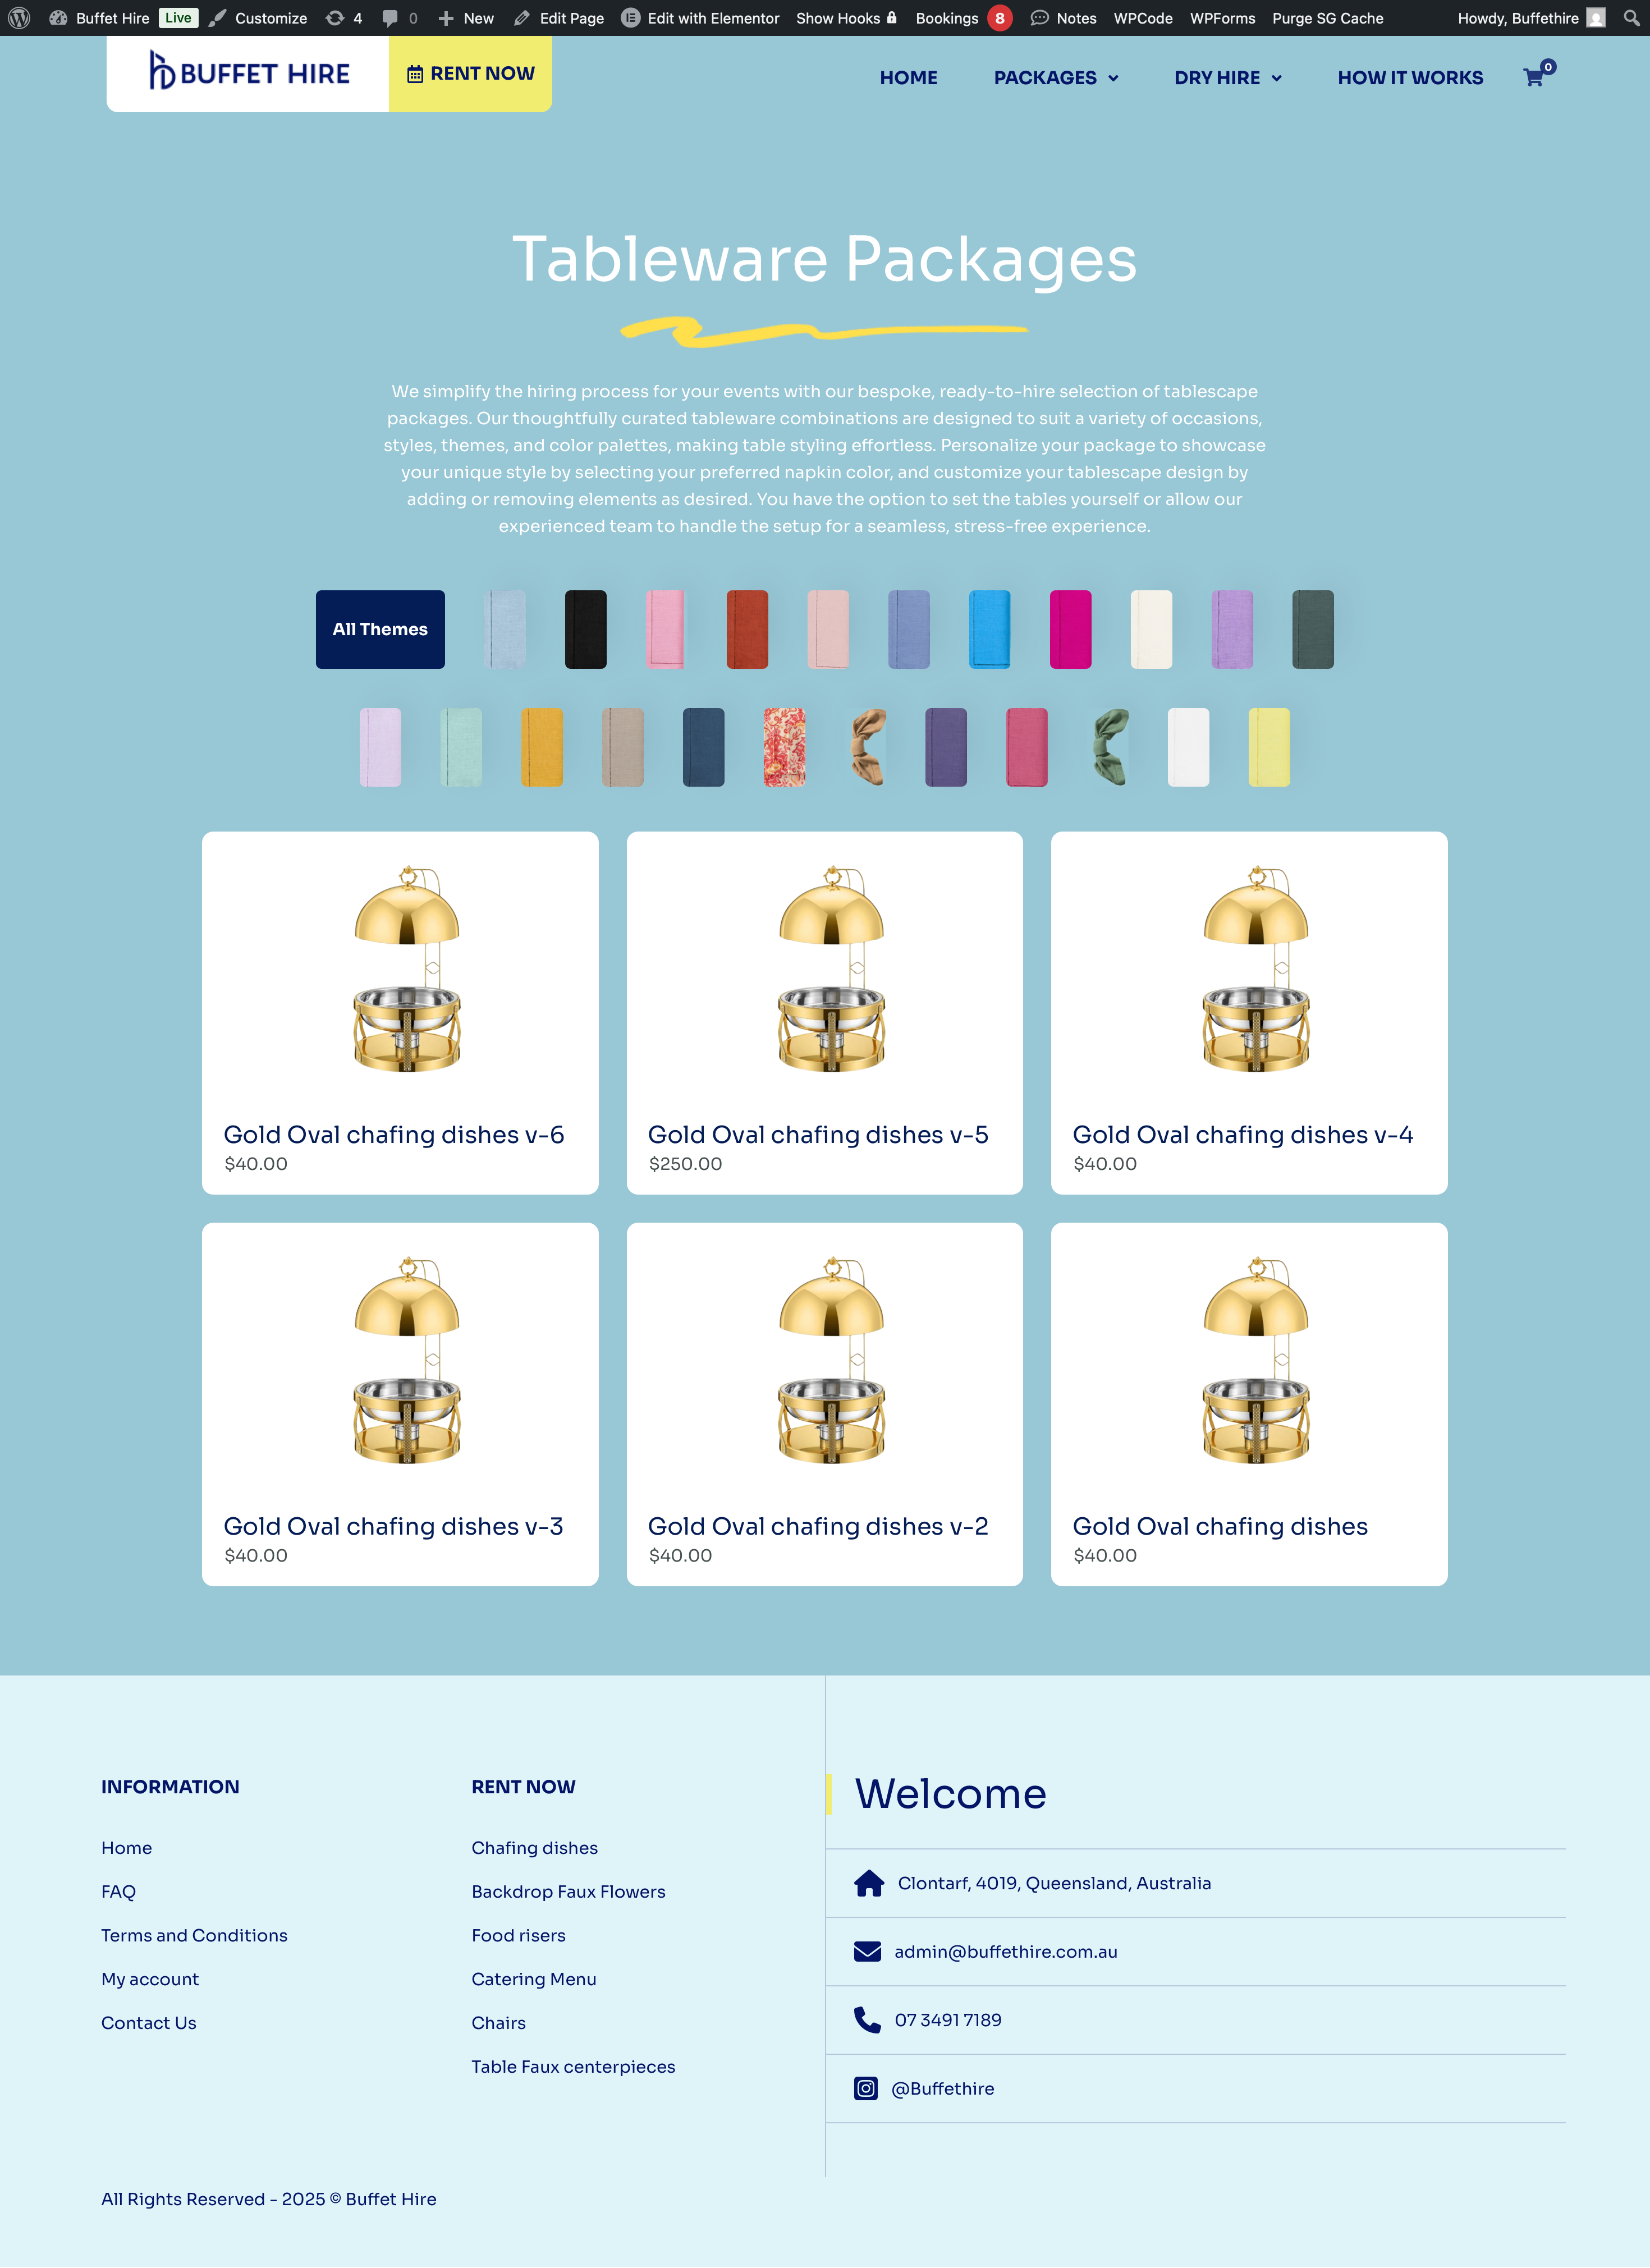 Buffet Hire Live Customize 4 0 New Edit Page Edit with Elementor Show Hooks Bookings 8 Notes WPCode WPForms Purge SG Cache Howdy, Buffethire
BUFFET HIRE RENT NOW HOME PACKAGES DRY HIRE HOW IT WORKS 0
Tableware Packages
We simplify the hiring process for your events with our bespoke, ready-to-hire selection of tablescape
packages. Our thoughtfully curated tableware combinations are designed to suit a variety of occasions,
styles, themes, and color palettes, making table styling effortless. Personalize your package to showcase
your unique style by selecting your preferred napkin color, and customize your tablescape design by
adding or removing elements as desired. You have the option to set the tables yourself or allow our
experienced team to handle the setup for a seamless, stress-free experience.
All Themes
Gold Oval chafing dishes v-6
$40.00
Gold Oval chafing dishes v-5
$250.00
Gold Oval chafing dishes v-4
$40.00
Gold Oval chafing dishes v-3
$40.00
Gold Oval chafing dishes v-2
$40.00
Gold Oval chafing dishes
$40.00
INFORMATION
Home
FAQ
Terms and Conditions
My account
Contact Us
RENT NOW
Chafing dishes
Backdrop Faux Flowers
Food risers
Catering Menu
Chairs
Table Faux centerpieces
Welcome
Clontarf, 4019, Queensland, Australia
admin@buffethire.com.au
07 3491 7189
@Buffethire
All Rights Reserved - 2025 © Buffet Hire